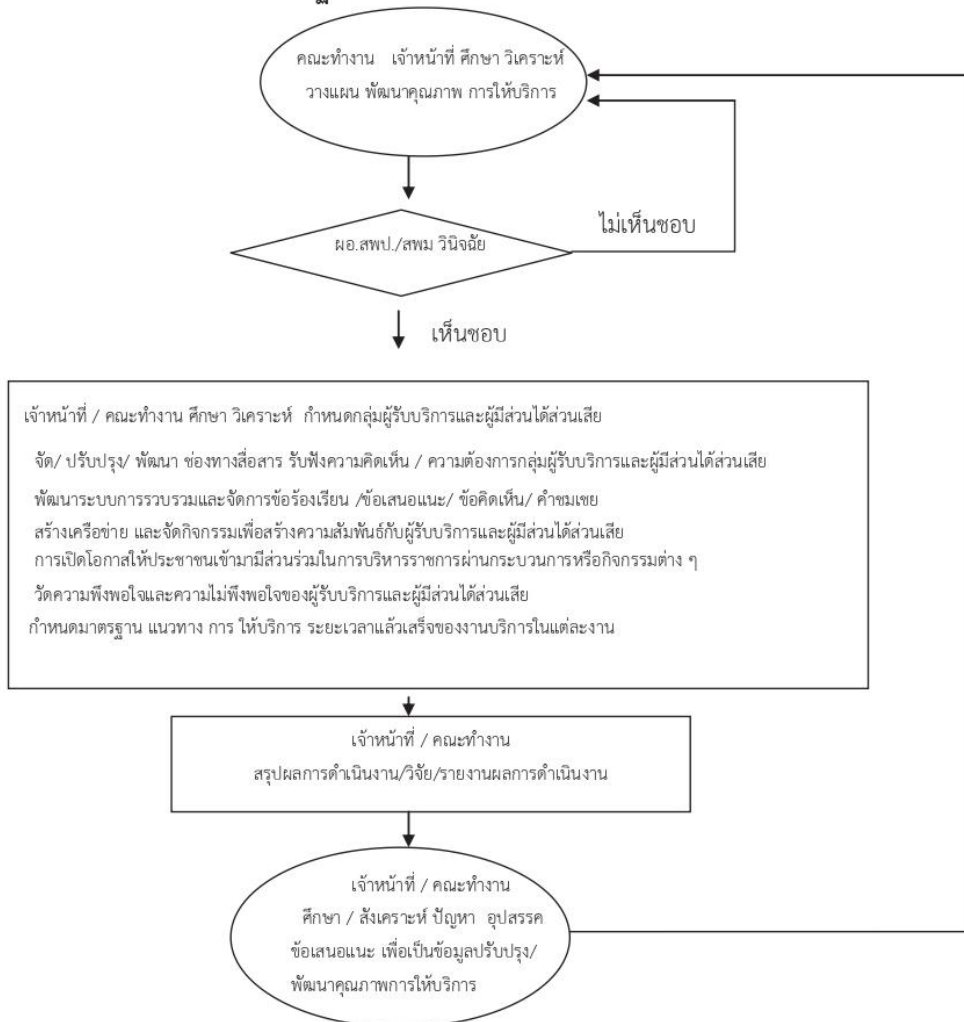 คณะทำงาน เจ้าหน้าที่ ศึกษา วิเคราะห์
วางแผน พัฒนาคุณภาพ การให้บริการ
ไม่เห็นชอบ
ผอ.สพป./สพม วินิจฉัย
เห็นชอบ
เจ้าหน้าที่ / คณะทำงาน ศึกษา วิเคราะห์ กำหนดกลุ่มผู้รับบริการและผู้มีส่วนได้ส่วนเสีย
จัด/ ปรับปรุง/ พัฒนา ช่องทางสื่อสาร รับฟังความคิดเห็น / ความต้องการกลุ่มผู้รับบริการและผู้มีส่วนได้ส่วนเสีย
พัฒนาระบบการรวบรวมและจัดการข้อร้องเรียน /ข้อเสนอแนะ/ ข้อคิดเห็น/ คำชมเชย
สร้างเครือข่าย และจัดกิจกรรมเพื่อสร้างความสัมพันธ์กับผู้รับบริการและผู้มีส่วนได้ส่วนเสีย
การเปิดโอกาสให้ประชาชนเข้ามามีส่วนร่วมในการบริหารราชการผ่านกระบวนการหรือกิจกรรมต่าง ๆ
วัดความพึงพอใจและความไม่พึงพอใจของผู้รับบริการและผู้มีส่วนได้ส่วนเสีย
กำหนดมาตรฐาน แนวทาง การ ให้บริการ ระยะเวลาแล้วเสร็จของงานบริการในแต่ละงาน
เจ้าหน้าที่ / คณะทำงาน
สรุปผลการดำเนินงาน/วิจัย/รายงานผลการดำเนินงาน
เจ้าหน้าที่ / คณะทำงาน
ศึกษา / สังเคราะห์ ปัญหา อุปสรรค
ข้อเสนอแนะ เพื่อเป็นข้อมูลปรับปรุง/
พัฒนาคุณภาพการให้บริการ